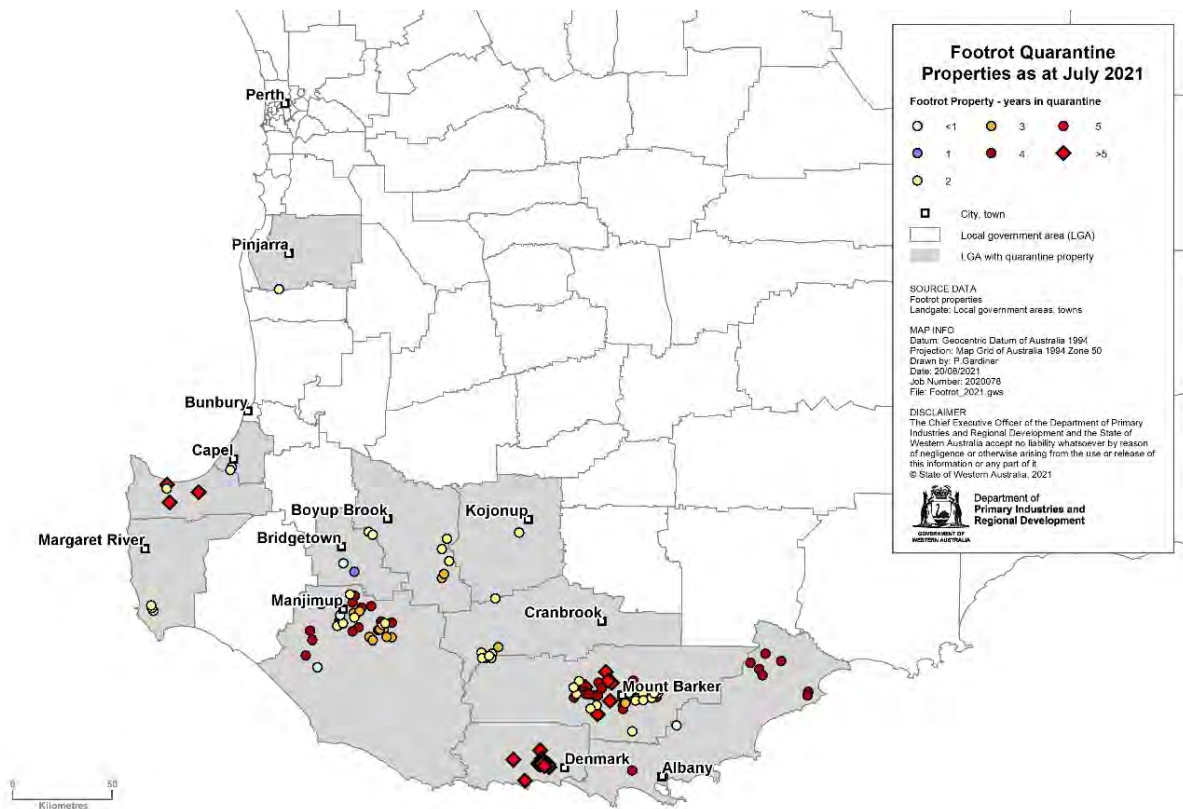 Footrot Quarantine
Properties as at July 2021
Footrot Property - years in quarantine
<1
3
5
1
4
>5
2
City, town
Local government area (LGA)
LGA with quarantine property
SOURCE DATA
Footrot properties
Landgate: Local government areas, towns
MAP INFO
Datum: Geocentric Datum of Australia 1994
Projection: Map Grid of Australia 1994 Zone 50
Drawn by: P.Gardiner
Date: 20/08/2021
Job Number: 2020078
File: Footrot_2021.gws
DISCLAIMER
The Chief Executive Officer of the Department of Primary
Industries and Regional Development and the State of
Western Australia accept no liability whatsoever by reason
of negligence or otherwise arising from the use or release of
this information or any part of it
© State of Western Australia, 2021
Department of
Primary Industries and
Regional Development
GOVERNMENT OF
WESTERN AUSTRALIA
Perth
Pinjarra
Bunbury
Capel
Boyup Brook
Kojonup
Margaret River
Bridgetown
Manjimup
Cranbrook
Mount Barker
Denmark
Albany
0
50
Kilometres